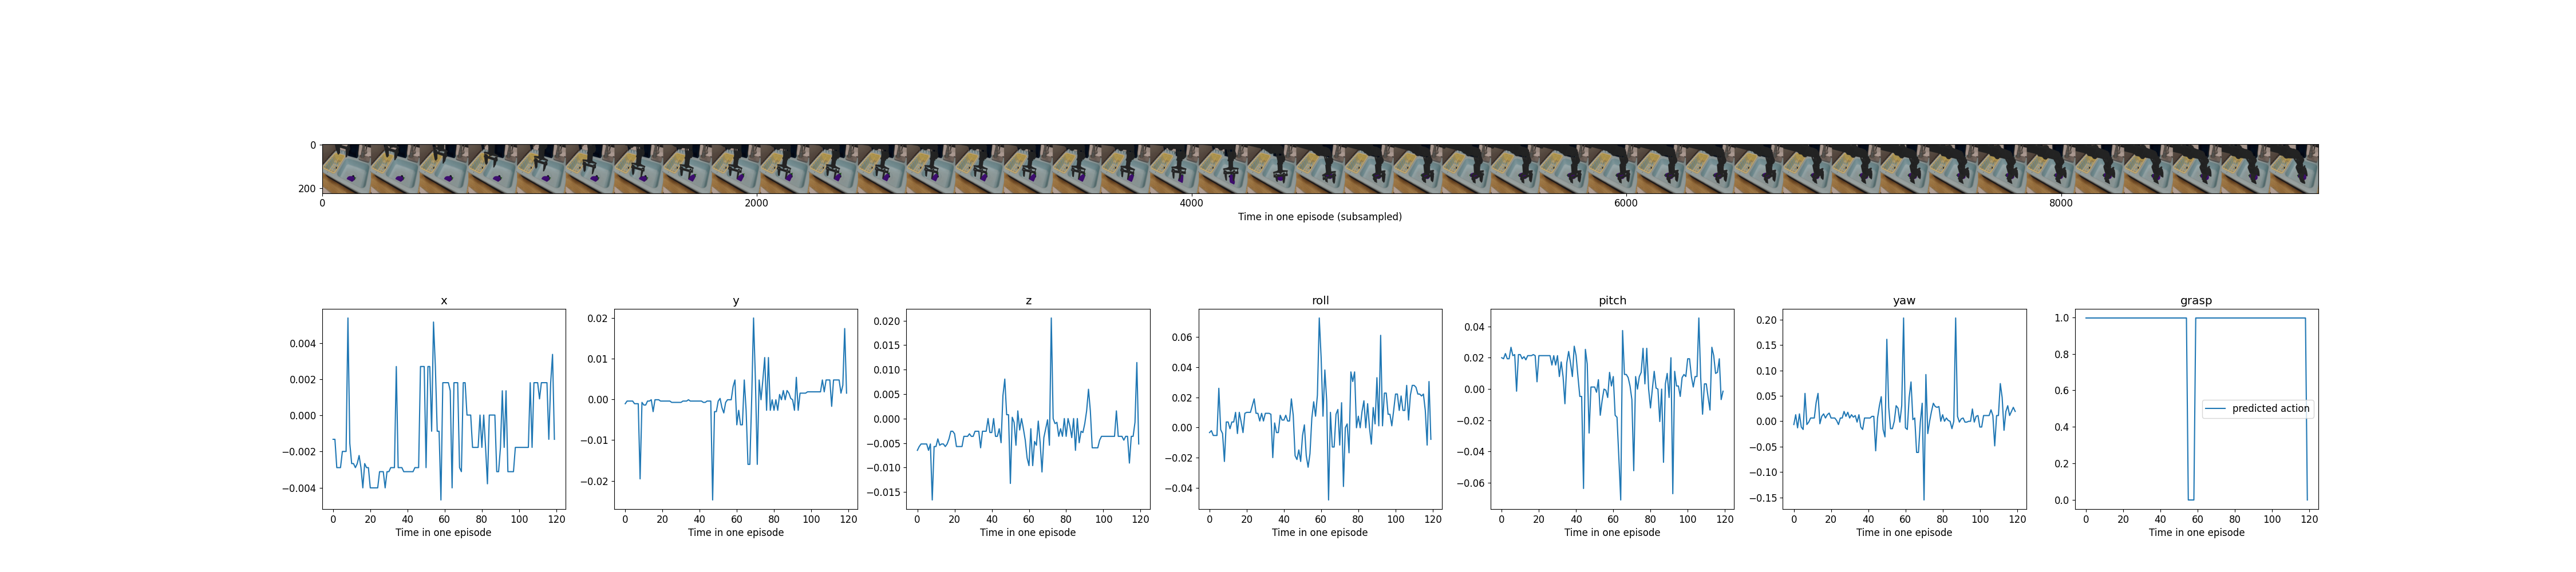 0
200
0 2000 4000 6000 8000
Time in one episode (subsampled)
x
0.004
0.002
0.000
−0.002
−0.004
0 20 40 60 80 100 120
Time in one episode
y
0.02
0.01
0.00
−0.01
−0.02
0 20 40 60 80 100 120
Time in one episode
z
0.020
0.015
0.010
0.005
0.000
−0.005
−0.010
−0.015
0 20 40 60 80 100 120
Time in one episode
roll
0.06
0.04
0.02
0.00
−0.02
−0.04
0 20 40 60 80 100 120
Time in one episode
pitch
0.04
0.02
0.00
−0.02
−0.04
−0.06
0 20 40 60 80 100 120
Time in one episode
yaw
0.20
0.15
0.10
0.05
0.00
−0.05
−0.10
−0.15
0 20 40 60 80 100 120
Time in one episode
grasp
1.0
0.8
0.6
0.4
0.2
0.0
predicted action
0 20 40 60 80 100 120
Time in one episode